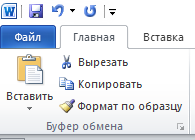 W
Файл Главная Вставка
Вырезать
Вставить
Копировать
Формат по образцу
Буфер обмена